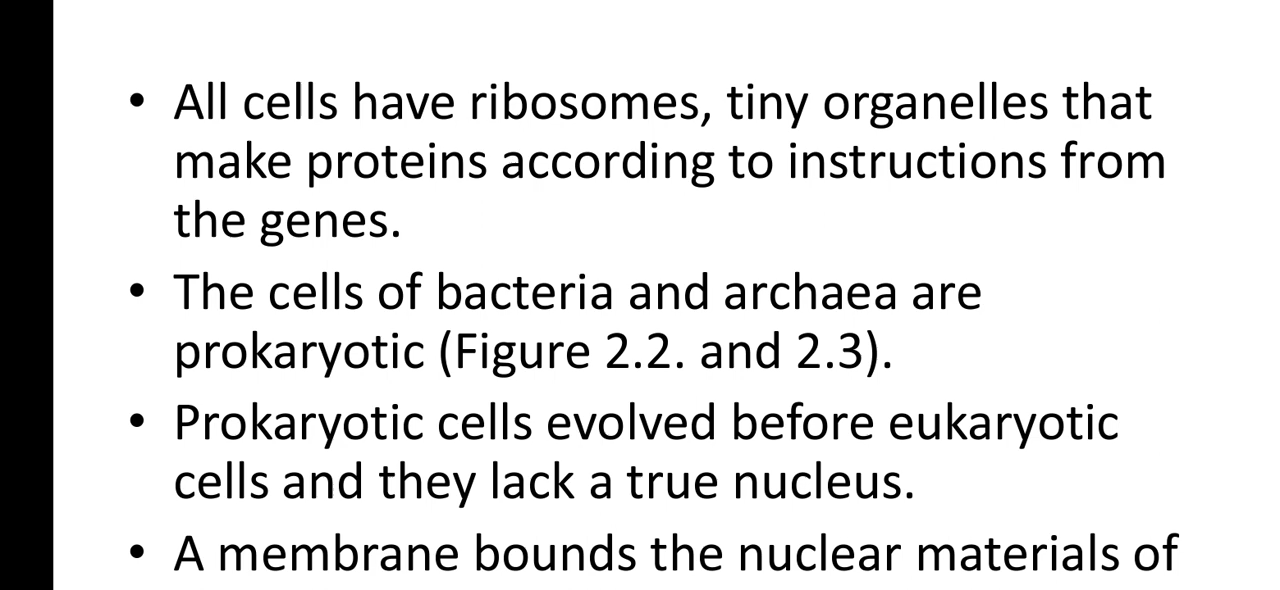 • All cells have ribosomes, tiny organelles that
make proteins according to instructions from
the genes.
• The cells of bacteria and archaea are
prokaryotic (Figure 2.2. and 2.3).
• Prokaryotic cells evolved before eukaryotic
cells and they lack a true nucleus.
• A membrane bounds the nuclear materials of